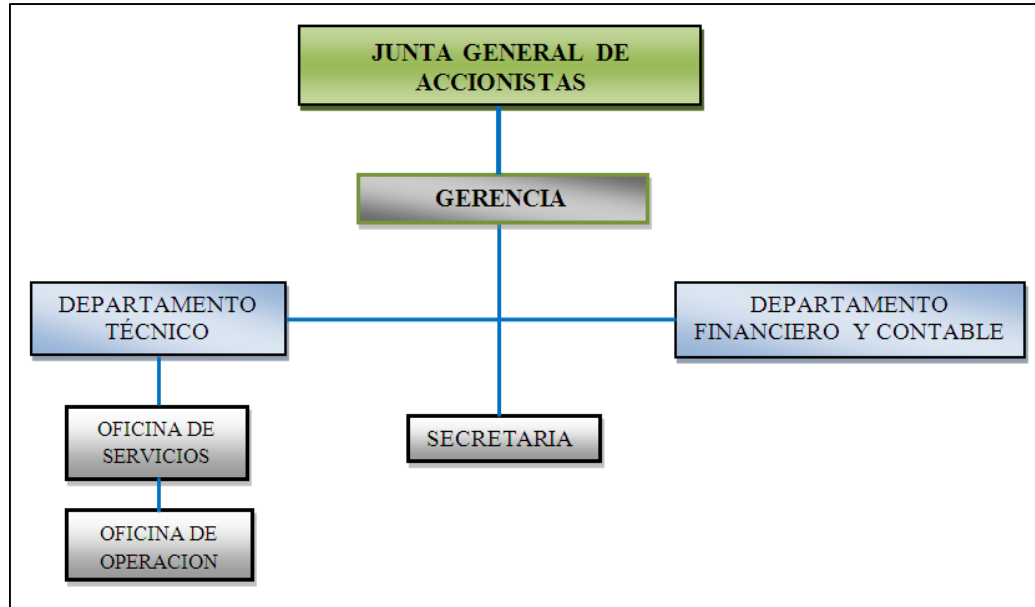 JUNTA GENERAL DE
ACCIONISTAS
GERENCIA
DEPARTAMENTO
TÉCNICO
DEPARTAMENTO
FINANCIERO Y CONTABLE
OFICINA DE
SERVICIOS
SECRETARIA
OFICINA DE
OPERACION